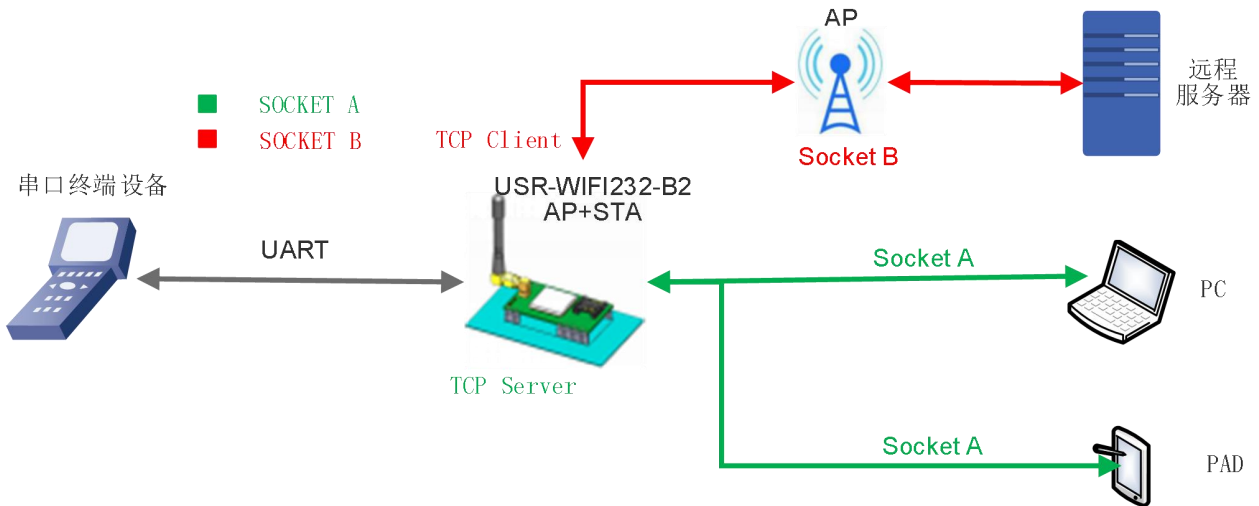 AP
远程
服务器
SOCKET A
SOCKET B
TCP Client
Socket B
串口终端设备
USR-WIFI232-B2
AP+STA
UART
Socket A
PC
TCP Server
Socket A
PAD